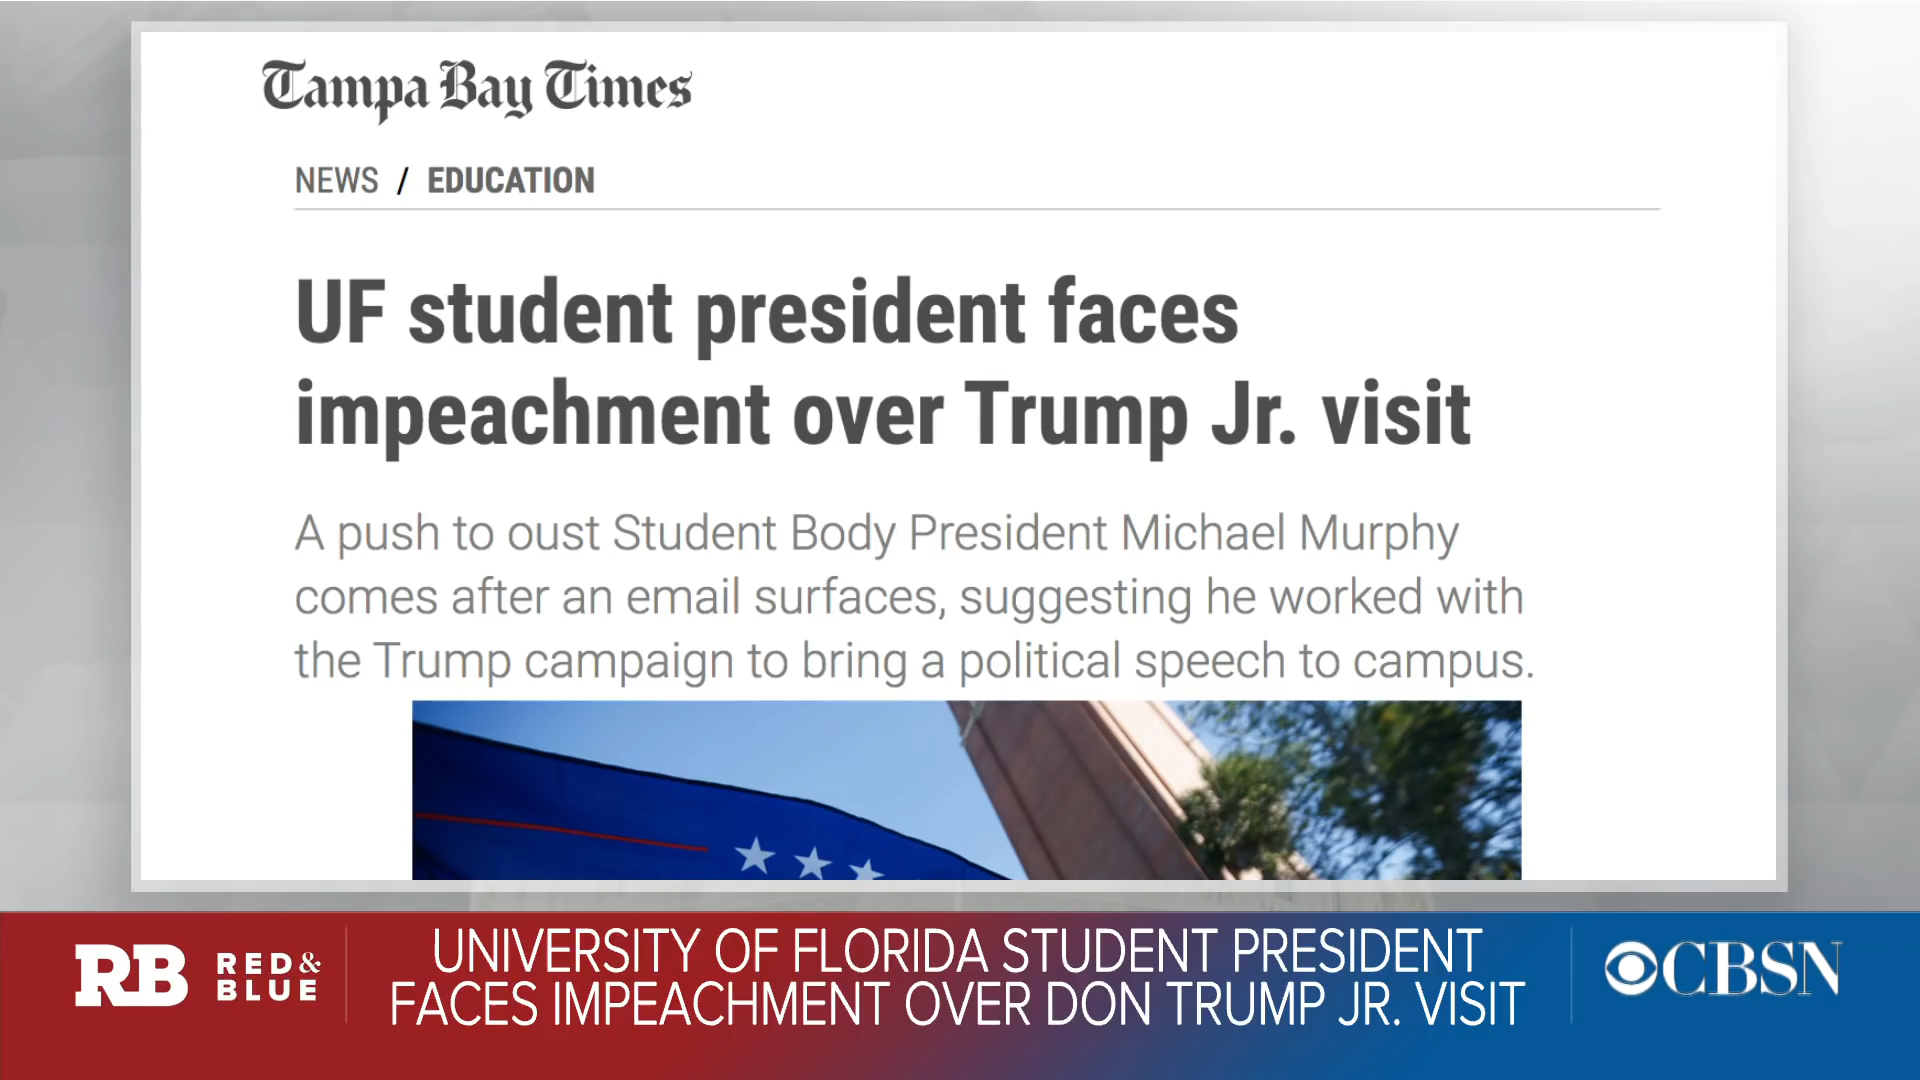 Tampa Bay Times
NEWS / EDUCATION
UF student president faces
impeachment over Trump Jr. visit
A push to oust Student Body President Michael Murphy
comes after an email surfaces, suggesting he worked with
the Trump campaign to bring a political speech to campus.
RB RED&
BLUE
UNIVERSITY OF FLORIDA STUDENT PRESIDENT
FACES IMPEACHMENT OVER DON TRUMP JR. VISIT
CBSN